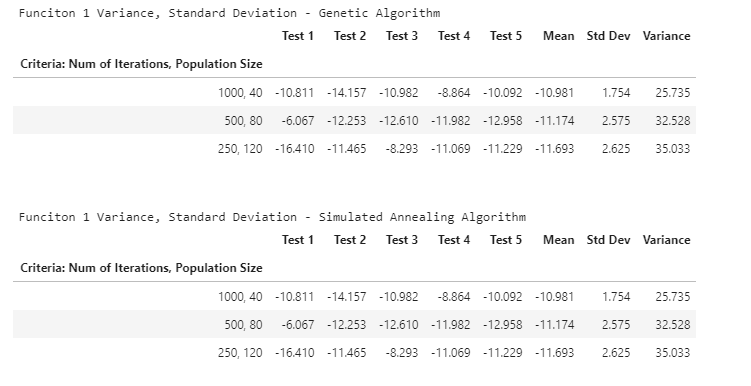 Funciton 1 Variance, Standard Deviation - Genetic Algorithm
Test 1 Test 2 Test 3 Test 4 Test 5 Mean Std Dev Variance
Criteria: Num of Iterations, Population Size
1000, 40 -10.811 -14.157 -10.982 -8.864 -10.092 -10.981 1.754 25.735
500, 80 -6.067 -12.253 -12.610 -11.982 -12.958 -11.174 2.575 32.528
250, 120 -16.410 -11.465 -8.293 -11.069 -11.229 -11.693 2.625 35.033
Funciton 1 Variance, Standard Deviation - Simulated Annealing Algorithm
Test 1 Test 2 Test 3 Test 4 Test 5 Mean Std Dev Variance
Criteria: Num of Iterations, Population Size
1000, 40 -10.811 -14.157 -10.982 -8.864 -10.092 -10.981 1.754 25.735
500, 80 -6.067 -12.253 -12.610 -11.982 -12.958 -11.174 2.575 32.528
250, 120 -16.410 -11.465 -8.293 -11.069 -11.229 -11.693 2.625 35.033